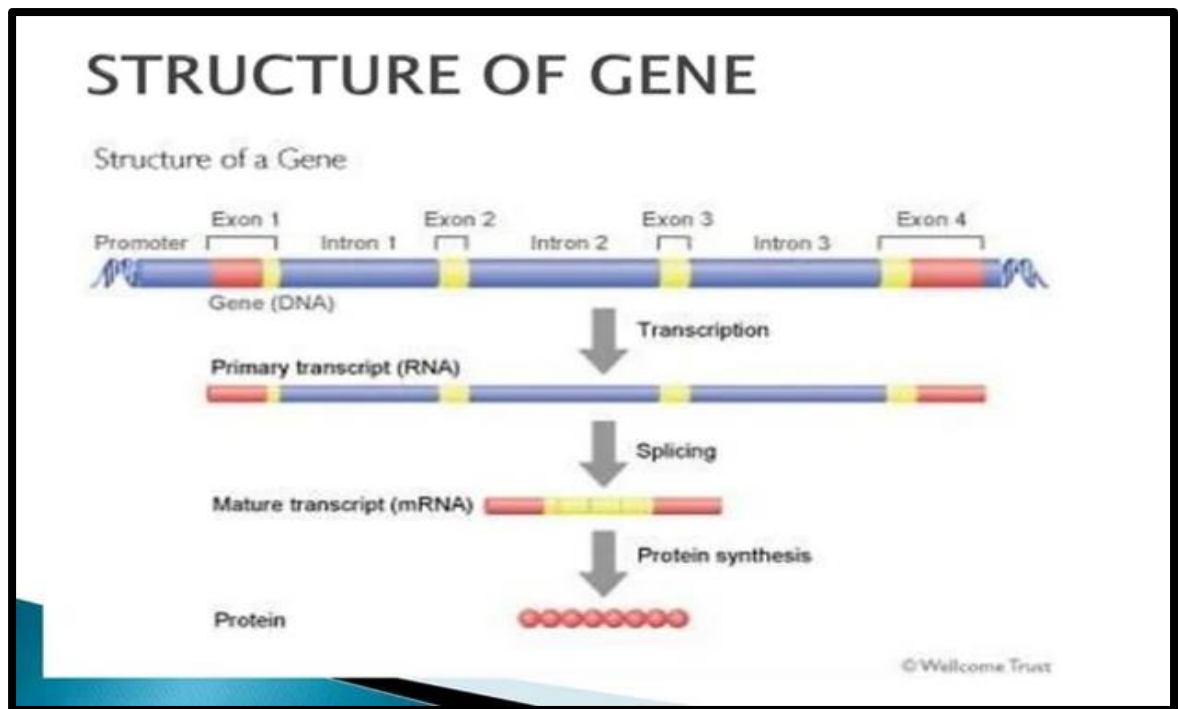 STRUCTURE OF GENE
Structure of a Gene
Exon 1 Exon 2 Exon 3 Exon 4
Promoter Intron 1 Intron 2 Intron 3
Gene (DNA)
Transcription
Primary transcript (RNA)
Splicing
Mature transcript (mRNA)
Protein synthesis
Protein
© Wellcome Trust